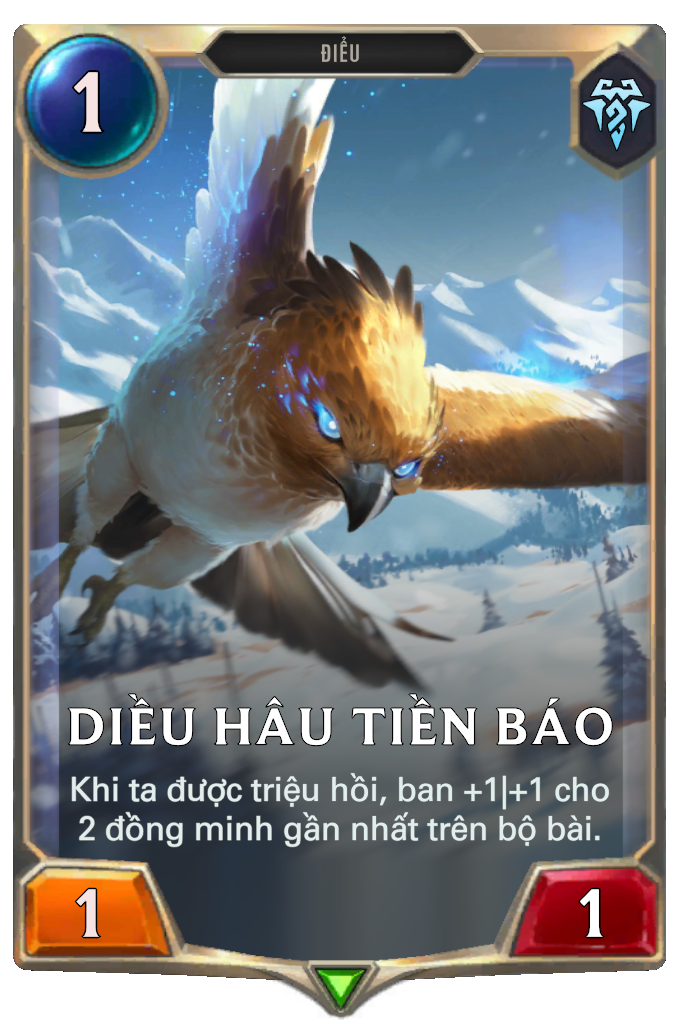 ĐIỂU
1
DIỀU HÂU TIỀN BÁO
Khi ta được triệu hồi, ban +1|+1 cho
2 đồng minh gần nhất trên bộ bài.
1
1